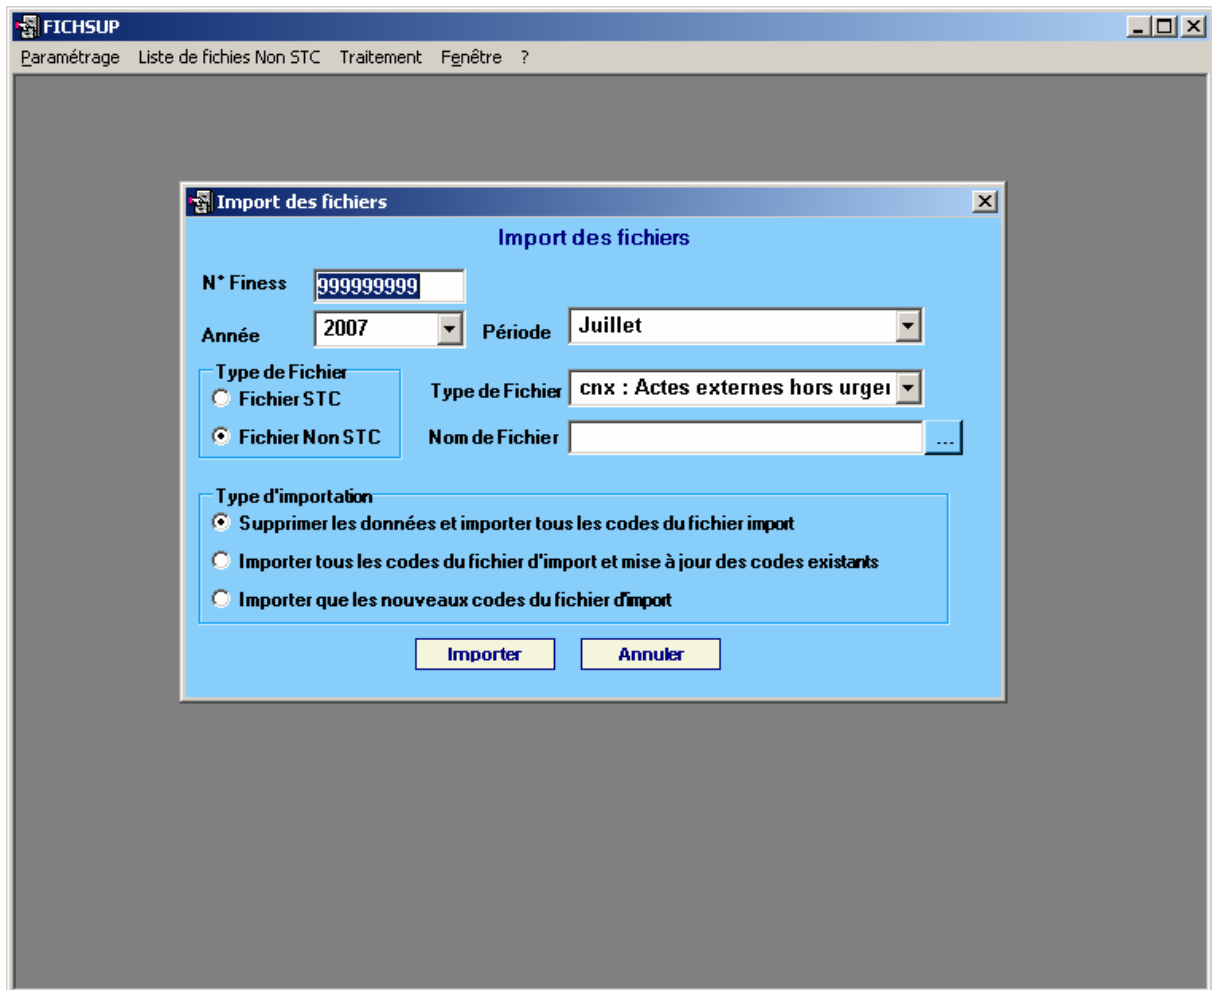 FICHSUP
Paramétrage Liste de fichies Non STC Traitement Fenêtre ?
Import des fichiers
Import des fichiers
N° Finess 999999999
Année 2007 Période Juillet
Type de Fichier
Fichier STC
Type de Fichier cnx : Actes externes hors urger
Fichier Non STC
Nom de Fichier ...
Type d'importation
Supprimer les données et importer tous les codes du fichier import
Importer tous les codes du fichier d'import et mise à jour des codes existants
Importer que les nouveaux codes du fichier d'import
Importer Annuler